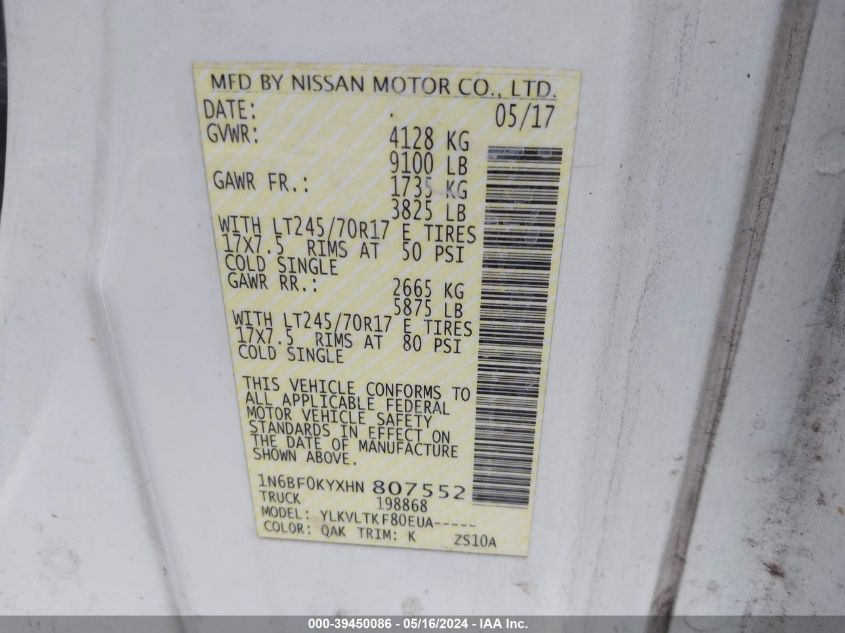 MFD BY NISSAN MOTOR CO., LTD.
DATE: 05/17
GVWR: 4128 KG
9100 LB
GAWR FR.: 1735 KG
3825 LB
WITH LT245/70R17 E TIRES
17X7.5 RIMS AT 50 PSI
COLD SINGLE
GAWR RR.: 2665 KG
5875 LB
WITH LT245/70R17 E TIRES
17X7.5 RIMS AT 80 PSI
COLD SINGLE
THIS VEHICLE CONFORMS TO
ALL APPLICABLE FEDERAL
MOTOR VEHICLE SAFETY
STANDARDS IN EFFECT ON
THE DATE OF MANUFACTURE
SHOWN ABOVE.
1N6BF0KYXHN 807552
TRUCK 198868
MODEL: YLKVLTKF80EUA-----
COLOR: QAK TRIM: K ZS10A
000-39450086 - 05/16/2024 - IAA Inc.